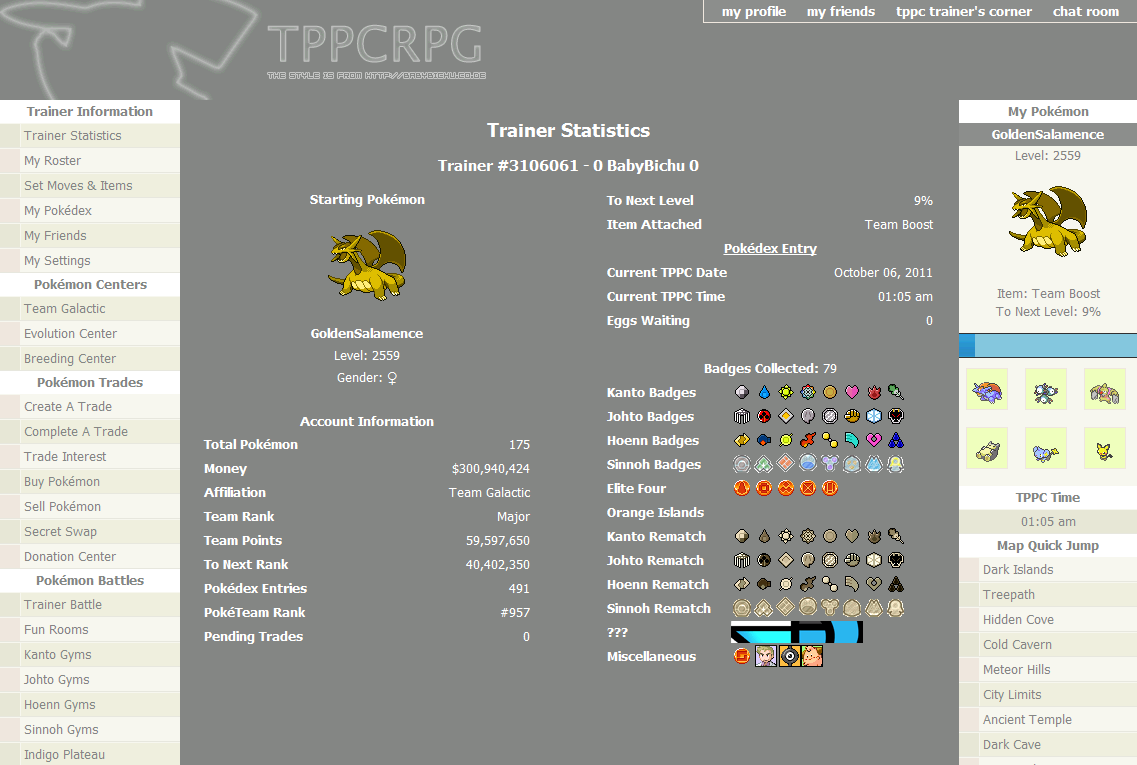 my profile my friends tppc trainer's corner chat room
TPPCRPG
THE STYLE IS FROM HTTP://BABYBICHU.CO.DE
Trainer Information
Trainer Statistics
My Roster
Set Moves & Items
My Pokédex
My Friends
My Settings
Pokémon Centers
Team Galactic
Evolution Center
Breeding Center
Pokémon Trades
Create A Trade
Complete A Trade
Trade Interest
Buy Pokémon
Sell Pokémon
Secret Swap
Donation Center
Pokémon Battles
Trainer Battle
Fun Rooms
Kanto Gyms
Johto Gyms
Hoenn Gyms
Sinnoh Gyms
Indigo Plateau
Trainer Statistics
Trainer #3106061 - 0 BabyBichu 0
Starting Pokémon
GoldenSalamence
Level: 2559
Gender: ♀
Account Information
Total Pokémon 175
Money $300,940,424
Affiliation Team Galactic
Team Rank Major
Team Points 59,597,650
To Next Rank 40,402,350
Pokédex Entries 491
PokéTeam Rank #957
Pending Trades 0
To Next Level 9%
Item Attached Team Boost
Pokédex Entry
Current TPPC Date October 06, 2011
Current TPPC Time 01:05 am
Eggs Waiting 0
Badges Collected: 79
Kanto Badges
Johto Badges
Hoenn Badges
Sinnoh Badges
Elite Four
Orange Islands
Kanto Rematch
Johto Rematch
Hoenn Rematch
Sinnoh Rematch
???
Miscellaneous
My Pokémon
GoldenSalamence
Level: 2559
Item: Team Boost
To Next Level: 9%
TPPC Time
01:05 am
Map Quick Jump
Dark Islands
Treepath
Hidden Cove
Cold Cavern
Meteor Hills
City Limits
Ancient Temple
Dark Cave